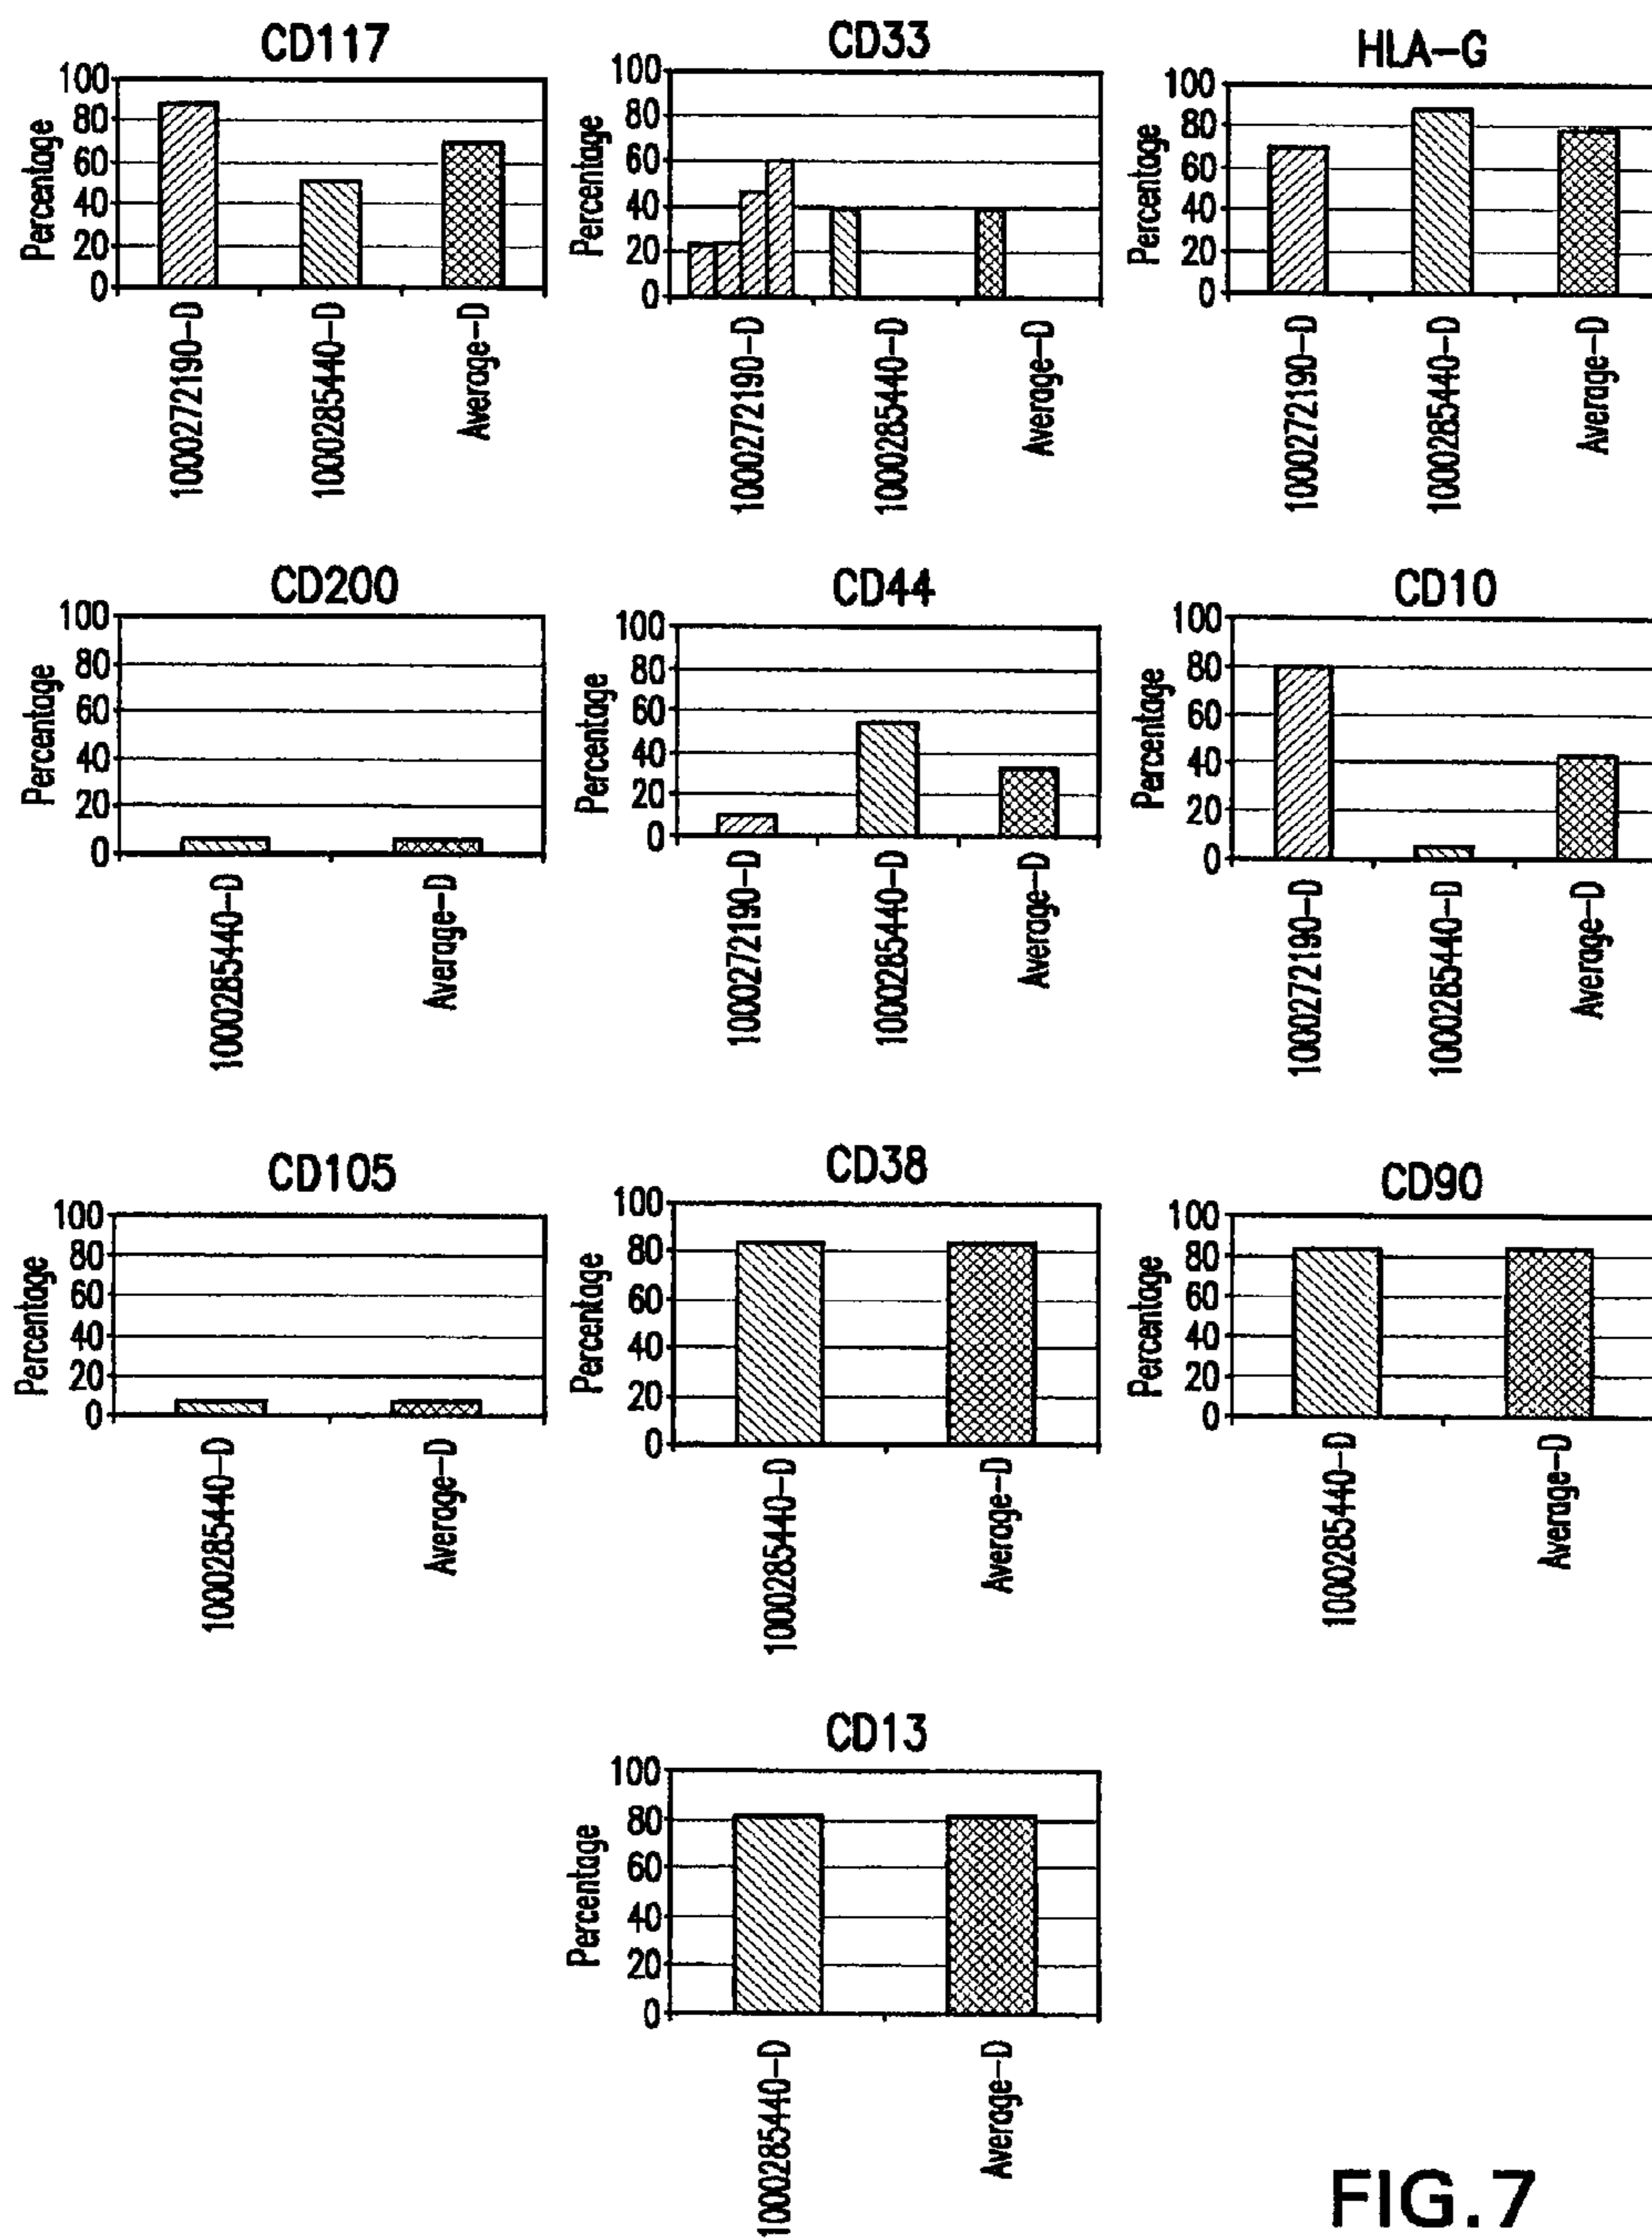 CD117
Percentage
100
80
60
40
20
0
1000272190-D
1000285440-D
Average-D
CD33
Percentage
100
80
60
40
20
0
1000272190-D
1000285440-D
Average-D
HLA-G
Percentage
100
80
60
40
20
0
1000272190-D
1000285440-D
Average-D
CD200
Percentage
100
80
60
40
20
0
1000285440-D
Average-D
CD44
Percentage
100
80
60
40
20
0
1000272190-D
1000285440-D
Average-D
CD10
Percentage
100
80
60
40
20
0
1000272190-D
1000285440-D
Average-D
CD105
Percentage
100
80
60
40
20
0
1000285440-D
Average-D
CD38
Percentage
100
80
60
40
20
0
1000285440-D
Average-D
CD90
Percentage
100
80
60
40
20
0
1000285440-D
Average-D
CD13
Percentage
100
80
60
40
20
0
1000285440-D
Average-D
FIG.7